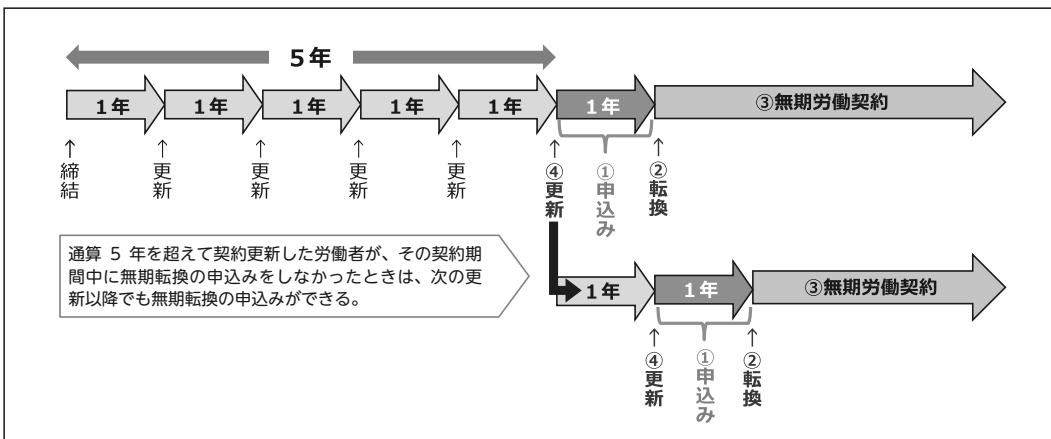 5年
1年
1年
1年
1年
1年
1年
③無期労働契約
↑締結
↑更新
↑更新
↑更新
↑更新
↑④更新
①申込み
↑②転換
通算 5 年を超えて契約更新した労働者が、その契約期
間中に無期転換の申込みをしなかったときは、次の更
新以降でも無期転換の申込みができる。
1年
1年
③無期労働契約
↑④更新
①申込み
↑②転換